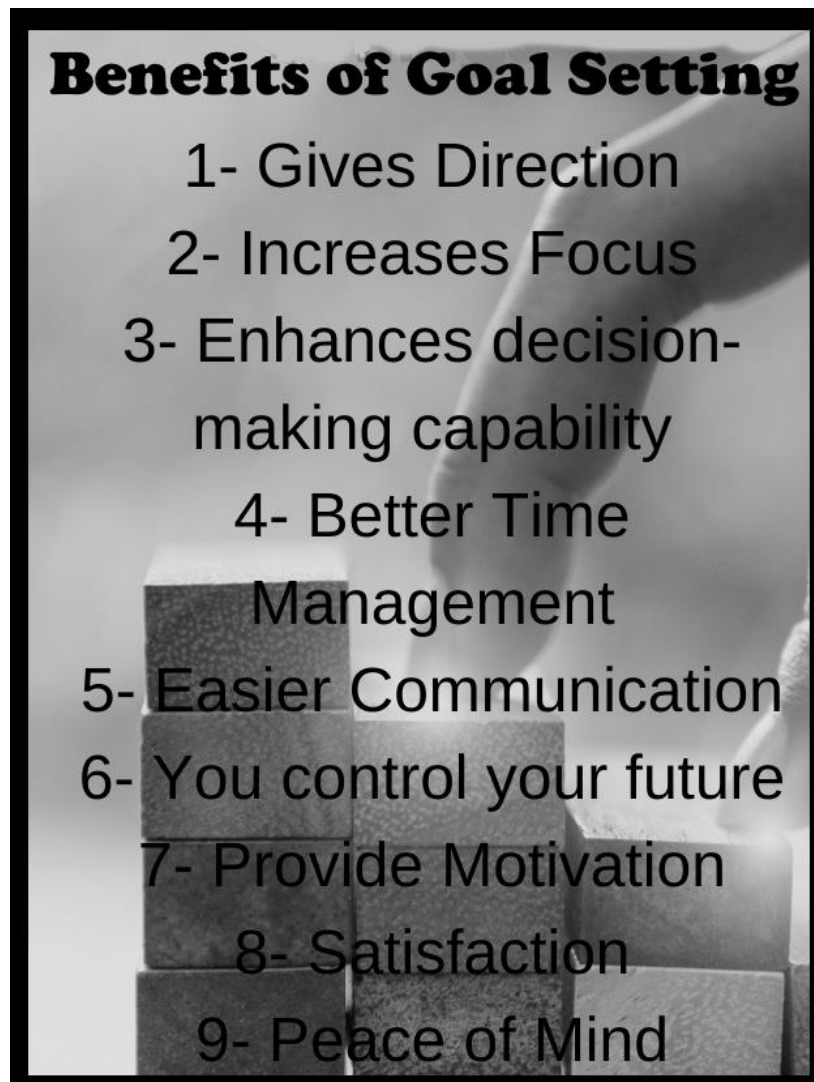 Benefits of Goal Setting
1- Gives Direction
2- Increases Focus
3- Enhances decision-
making capability
4- Better Time
Management
5- Easier Communication
6- You control your future
7- Provide Motivation
8- Satisfaction
9- Peace of Mind